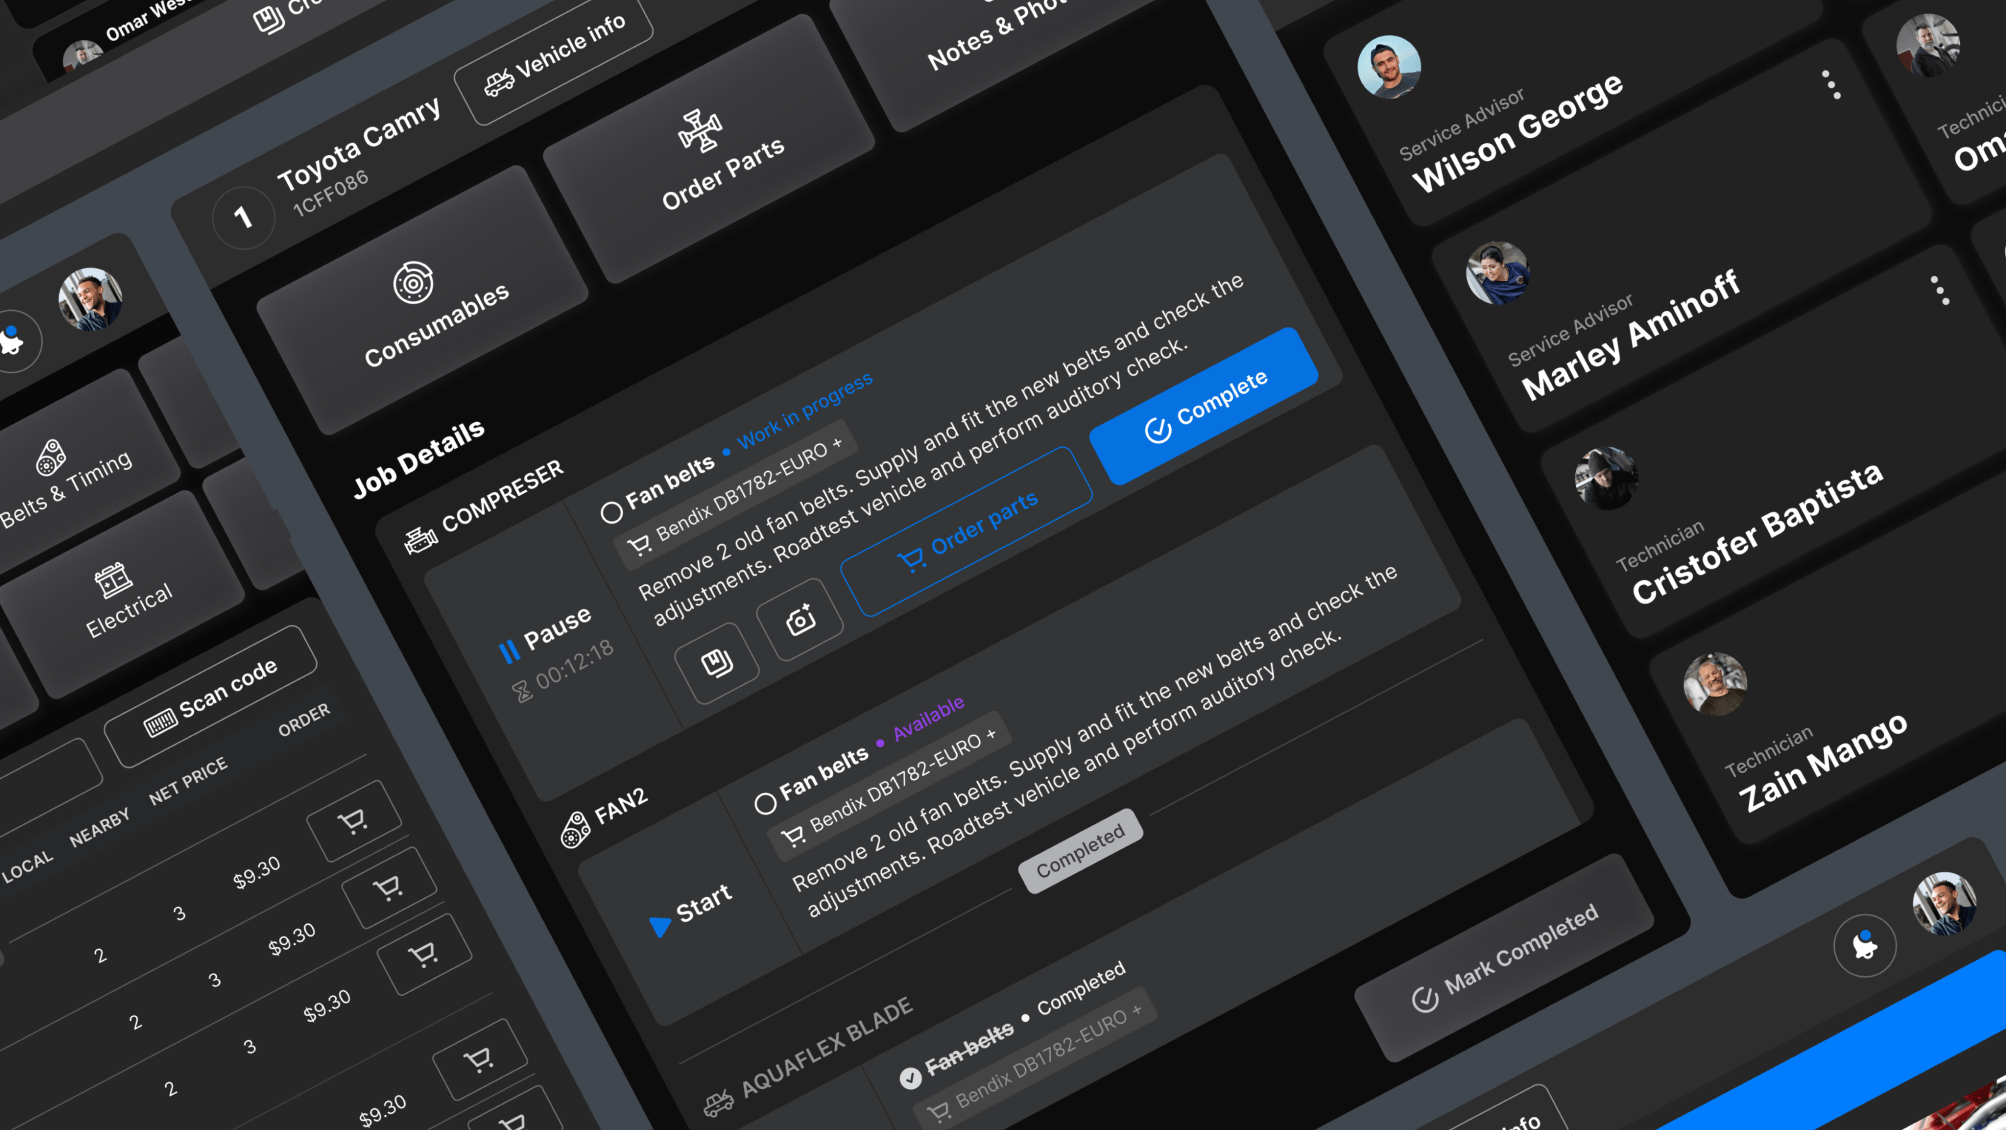 Omar Wes
Belts & Timing
Electrical
Scan code
LOCAL
NEARBY
NET PRICE
ORDER
2
3
$9.30
2
3
$9.30
2
3
$9.30
$9.30
1
Toyota Camry
1CFF086
Vehicle info
Consumables
Order Parts
Notes & Phot
Job Details
COMPRESER
Pause
00:12:18
Fan belts • Work in progress
Bendix DB1782-EURO +
Remove 2 old fan belts. Supply and fit the new belts and check the
adjustments. Roadtest vehicle and perform auditory check.
Order parts
Complete
FAN2
Start
Fan belts • Available
Bendix DB1782-EURO +
Remove 2 old fan belts. Supply and fit the new belts and check the
adjustments. Roadtest vehicle and perform auditory check.
Completed
AQUAFLEX BLADE
Fan belts • Completed
Bendix DB1782-EURO +
Mark Completed
Service Advisor
Wilson George
Service Advisor
Marley Aminoff
Technician
Cristofer Baptista
Technician
Zain Mango
Technici
Oma
nfo